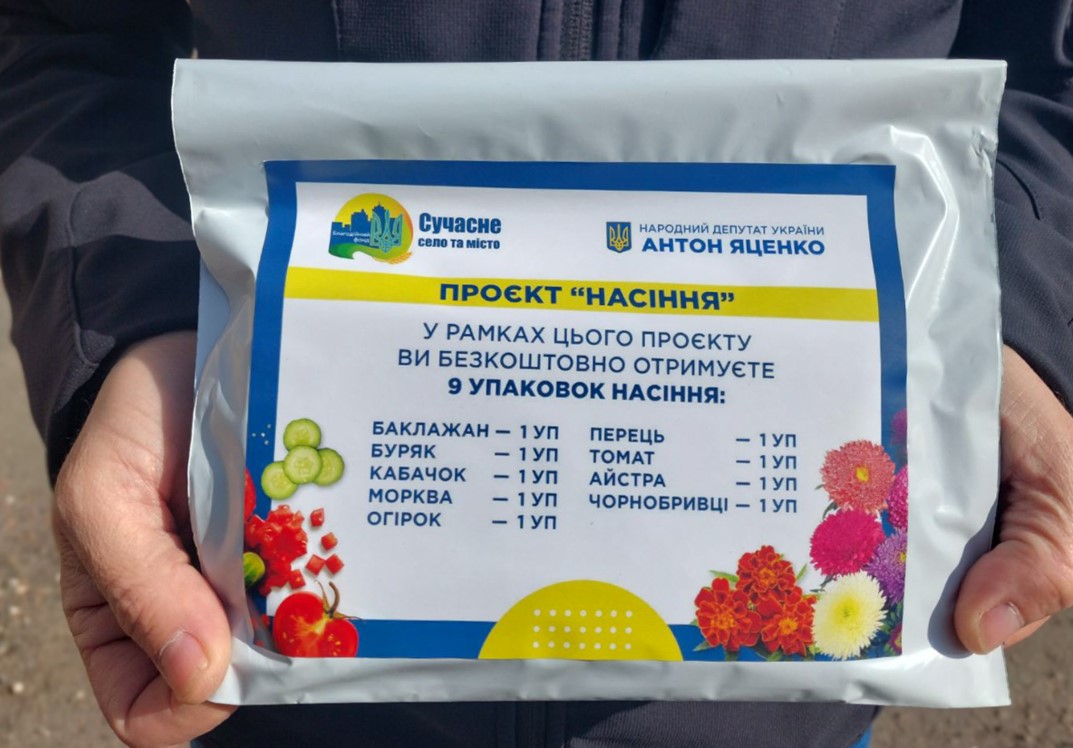 Благодійний
фонд
Сучасне
село та місто
НАРОДНИЙ ДЕПУТАТ УКРАЇНИ
АНТОН ЯЦЕНКО
ПРОЄКТ “НАСІННЯ”
У РАМКАХ ЦЬОГО ПРОЄКТУ
ВИ БЕЗКОШТОВНО ОТРИМУЄТЕ
9 УПАКОВОК НАСІННЯ:
БАКЛАЖАН — 1 УП
БУРЯК — 1 УП
КАБАЧОК — 1 УП
МОРКВА — 1 УП
ОГІРОК — 1 УП
ПЕРЕЦЬ — 1 УП
ТОМАТ — 1 УП
АЙСТРА — 1 УП
ЧОРНОБРИВЦІ — 1 УП